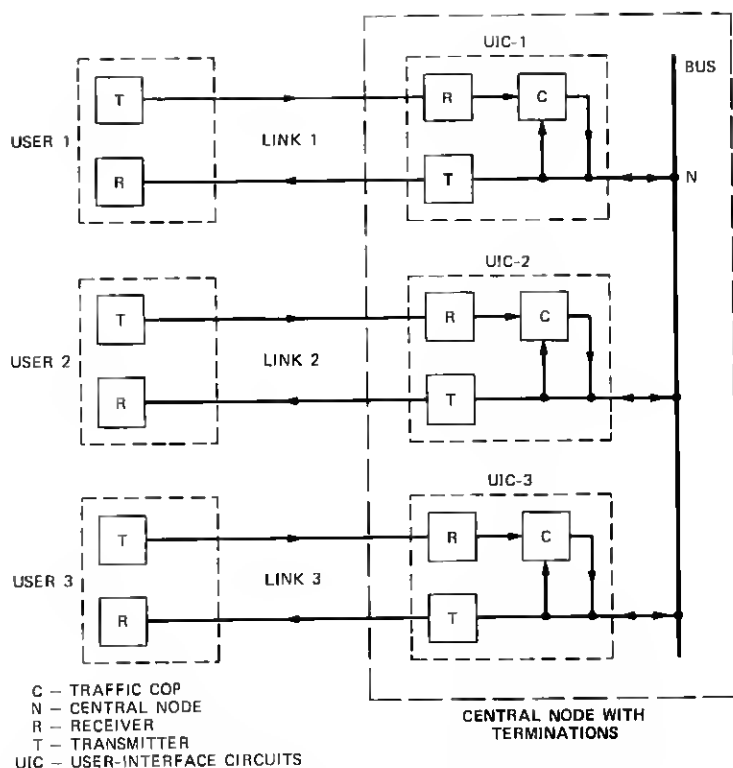 UIC-1
BUS
T
R
C
USER 1
LINK 1
R
T
N
UIC-2
T
R
C
USER 2
LINK 2
R
T
UIC-3
T
R
C
USER 3
LINK 3
R
T
C – TRAFFIC COP
N – CENTRAL NODE
R – RECEIVER
T – TRANSMITTER
UIC – USER-INTERFACE CIRCUITS
CENTRAL NODE WITH
TERMINATIONS